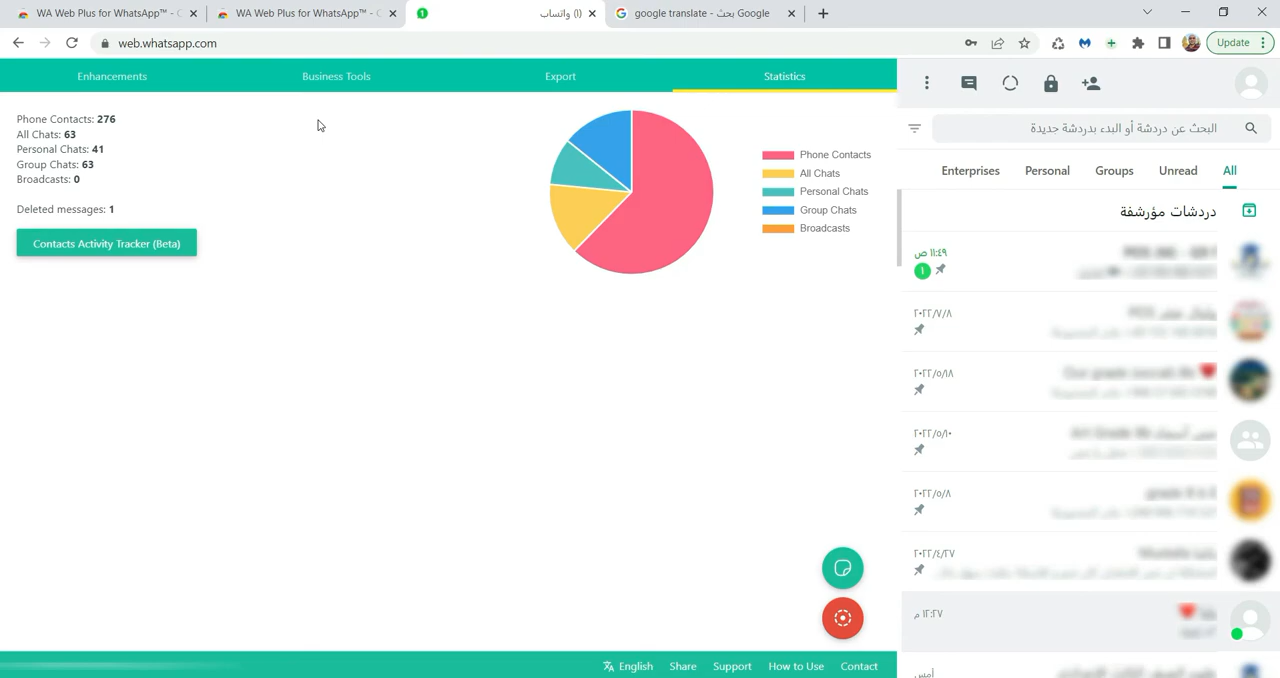 WA Web Plus for WhatsApp™ - C
WA Web Plus for WhatsApp™ - C
(١) واتساب
google translate - بحث Google
web.whatsapp.com
Update
Enhancements
Business Tools
Export
Statistics
Phone Contacts: 276
All Chats: 63
Personal Chats: 41
Group Chats: 63
Broadcasts: 0
Deleted messages: 1
Contacts Activity Tracker (Beta)
Phone Contacts
All Chats
Personal Chats
Group Chats
Broadcasts
البحث عن دردشة أو البدء بدردشة جديدة
Enterprises
Personal
Groups
Unread
All
دردشات مؤرشفة
١١:٤٩ ص
١
٢٠٢٢/٧/٨
٢٠٢٢/٥/١٨
٢٠٢٢/٥/١٠
٢٠٢٢/٥/٨
٢٠٢٢/٤/٢٧
١٢:٢٧ م
أمس
English
Share
Support
How to Use
Contact